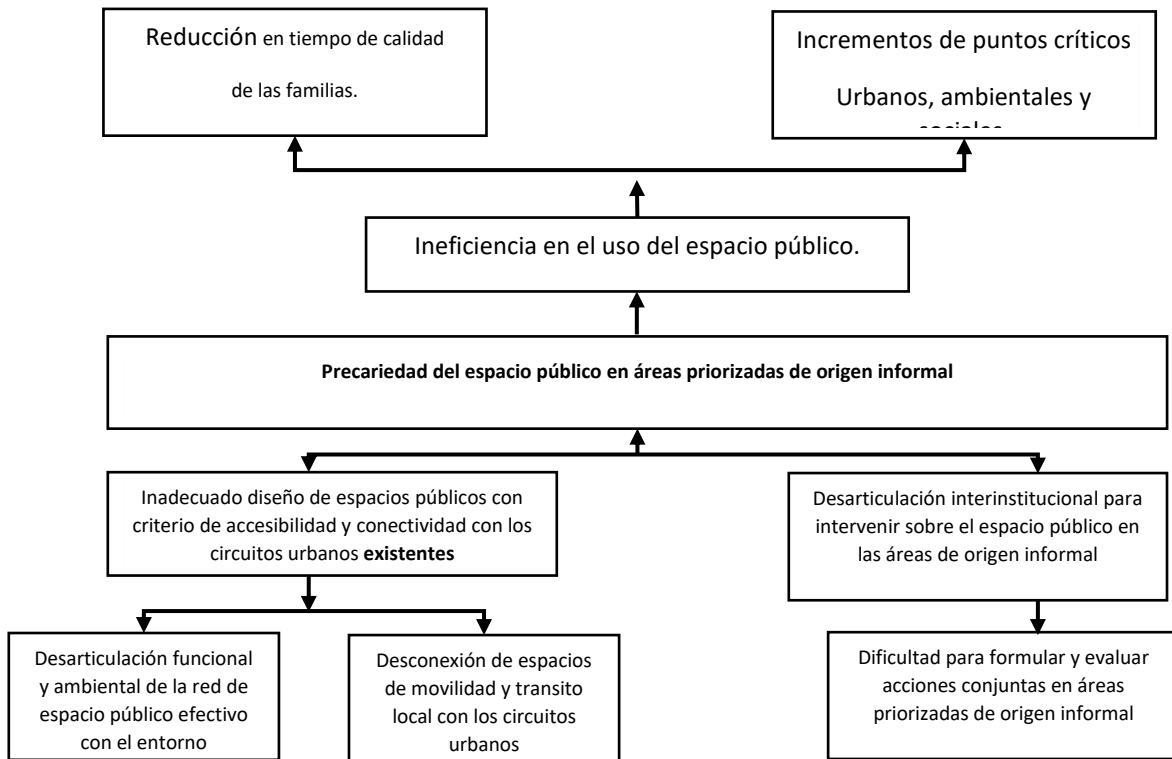 Reducción en tiempo de calidad
de las familias.
Incrementos de puntos críticos
Urbanos, ambientales y
Ineficiencia en el uso del espacio público.
Precariedad del espacio público en áreas priorizadas de origen informal
Inadecuado diseño de espacios públicos con
criterio de accesibilidad y conectividad con los
circuitos urbanos existentes
Desarticulación interinstitucional para
intervenir sobre el espacio público en
las áreas de origen informal
Desarticulación funcional
y ambiental de la red de
espacio público efectivo
con el entorno
Desconexión de espacios
de movilidad y transito
local con los circuitos
urbanos
Dificultad para formular y evaluar
acciones conjuntas en áreas
priorizadas de origen informal